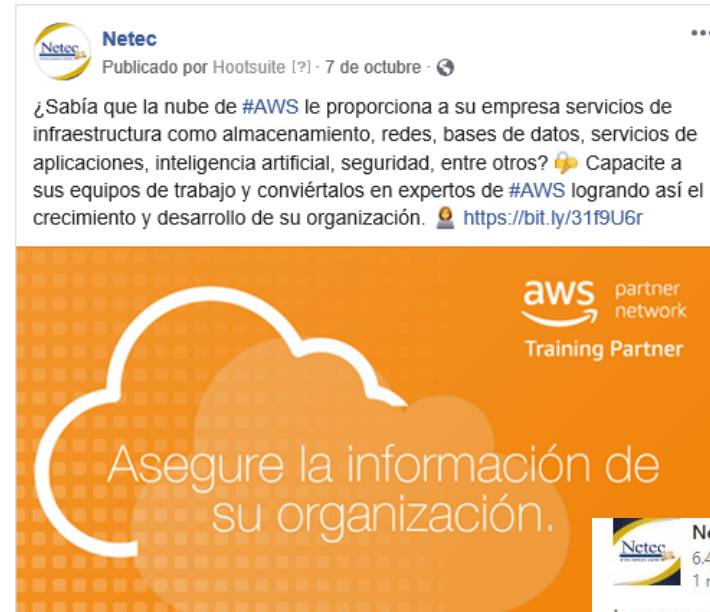 Netec
Netec
Publicado por Hootsuite [?] · 7 de octubre ·
¿Sabía que la nube de #AWS le proporciona a su empresa servicios de
infraestructura como almacenamiento, redes, bases de datos, servicios de
aplicaciones, inteligencia artificial, seguridad, entre otros? Capacite a
sus equipos de trabajo y conviértalos en expertos de #AWS logrando así el
crecimiento y desarrollo de su organización. https://bit.ly/31f9U6r
aws partner
network
Training Partner
Asegure la información de
su organización.
Netec